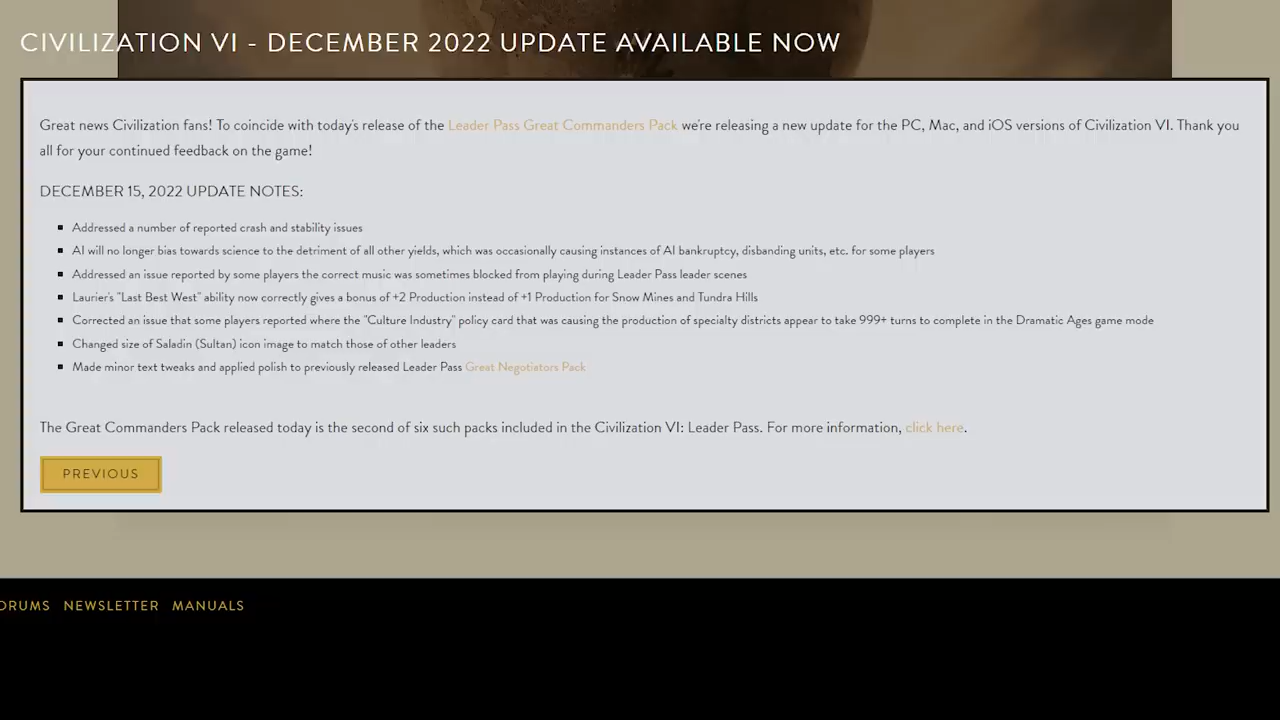 CIVILIZATION VI - DECEMBER 2022 UPDATE AVAILABLE NOW
Great news Civilization fans! To coincide with today's release of the Leader Pass Great Commanders Pack we're releasing a new update for the PC, Mac, and iOS versions of Civilization VI. Thank you
all for your continued feedback on the game!
DECEMBER 15, 2022 UPDATE NOTES:
Addressed a number of reported crash and stability issues
AI will no longer bias towards science to the detriment of all other yields, which was occasionally causing instances of AI bankruptcy, disbanding units, etc. for some players
Addressed an issue reported by some players the correct music was sometimes blocked from playing during Leader Pass leader scenes
Laurier's "Last Best West" ability now correctly gives a bonus of +2 Production instead of +1 Production for Snow Mines and Tundra Hills
Corrected an issue that some players reported where the "Culture Industry" policy card that was causing the production of specialty districts appear to take 999+ turns to complete in the Dramatic Ages game mode
Changed size of Saladin (Sultan) icon image to match those of other leaders
Made minor text tweaks and applied polish to previously released Leader Pass Great Negotiators Pack
The Great Commanders Pack released today is the second of six such packs included in the Civilization VI: Leader Pass. For more information, click here.
PREVIOUS
ORUMS NEWSLETTER MANUALS